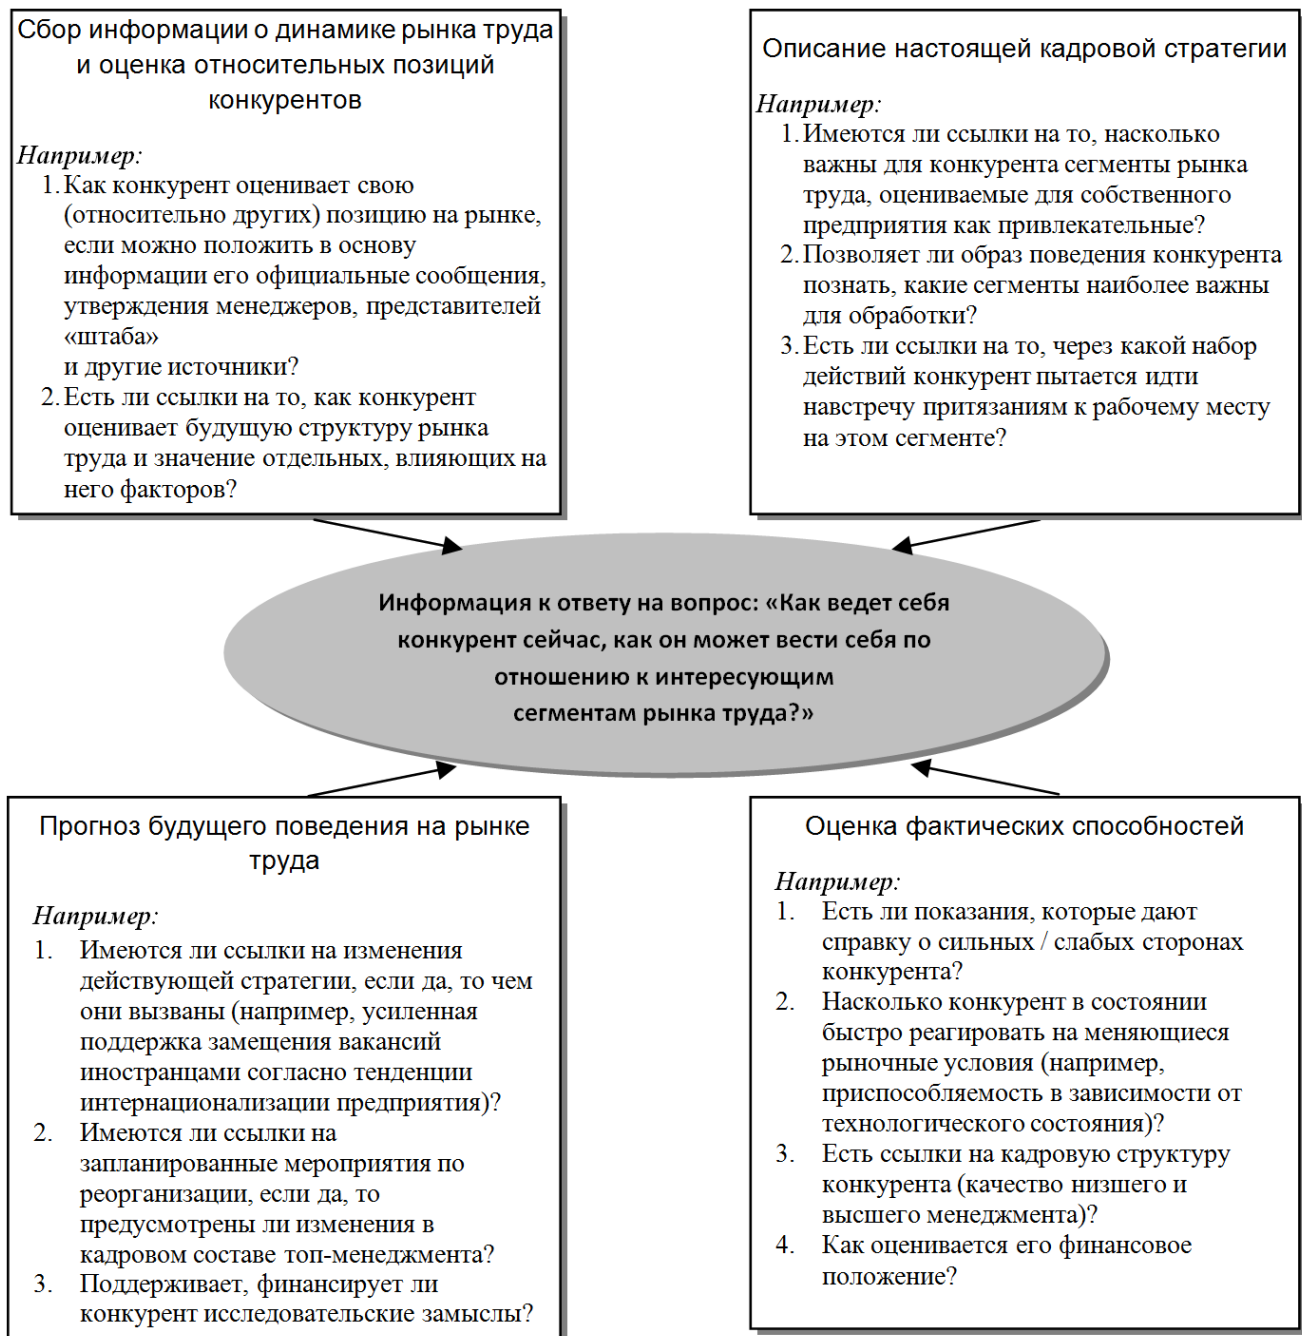 Сбор информации о динамике рынка труда
и оценка относительных позиций
конкурентов
Например:
1. Как конкурент оценивает свою
(относительно других) позицию на рынке,
если можно положить в основу
информации его официальные сообщения,
утверждения менеджеров, представителей
«штаба»
и другие источники?
2. Есть ли ссылки на то, как конкурент
оценивает будущую структуру рынка
труда и значение отдельных, влияющих на
него факторов?
Описание настоящей кадровой стратегии
Например:
1. Имеются ли ссылки на то, насколько
важны для конкурента сегменты рынка
труда, оцениваемые для собственного
предприятия как привлекательные?
2. Позволяет ли образ поведения конкурента
познать, какие сегменты наиболее важны
для обработки?
3. Есть ли ссылки на то, через какой набор
действий конкурент пытается идти
навстречу притязаниям к рабочему месту
на этом сегменте?
Информация к ответу на вопрос: «Как ведет себя
конкурент сейчас, как он может вести себя по
отношению к интересующим
сегментам рынка труда?»
Прогноз будущего поведения на рынке
труда
Например:
1. Имеются ли ссылки на изменения
действующей стратегии, если да, то чем
они вызваны (например, усиленная
поддержка замещения вакансий
иностранцами согласно тенденции
интернационализации предприятия)?
2. Имеются ли ссылки на
запланированные мероприятия по
реорганизации, если да, то
предусмотрены ли изменения в
кадровом составе топ-менеджмента?
3. Поддерживает, финансирует ли
конкурент исследовательские замыслы?
Оценка фактических способностей
Например:
1. Есть ли показания, которые дают
справку о сильных / слабых сторонах
конкурента?
2. Насколько конкурент в состоянии
быстро реагировать на меняющиеся
рыночные условия (например,
приспособляемость в зависимости от
технологического состояния)?
3. Есть ссылки на кадровую структуру
конкурента (качество низшего и
высшего менеджмента)?
4. Как оценивается его финансовое
положение?